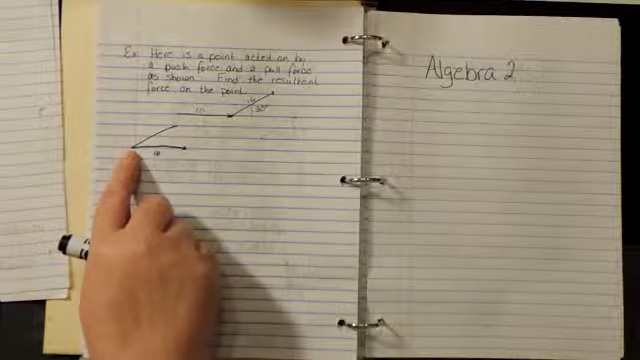 Ex: Here is a point acted on by
a push force and a pull force
as shown. Find the resultant
force on the point.
10
10
Algebra 2